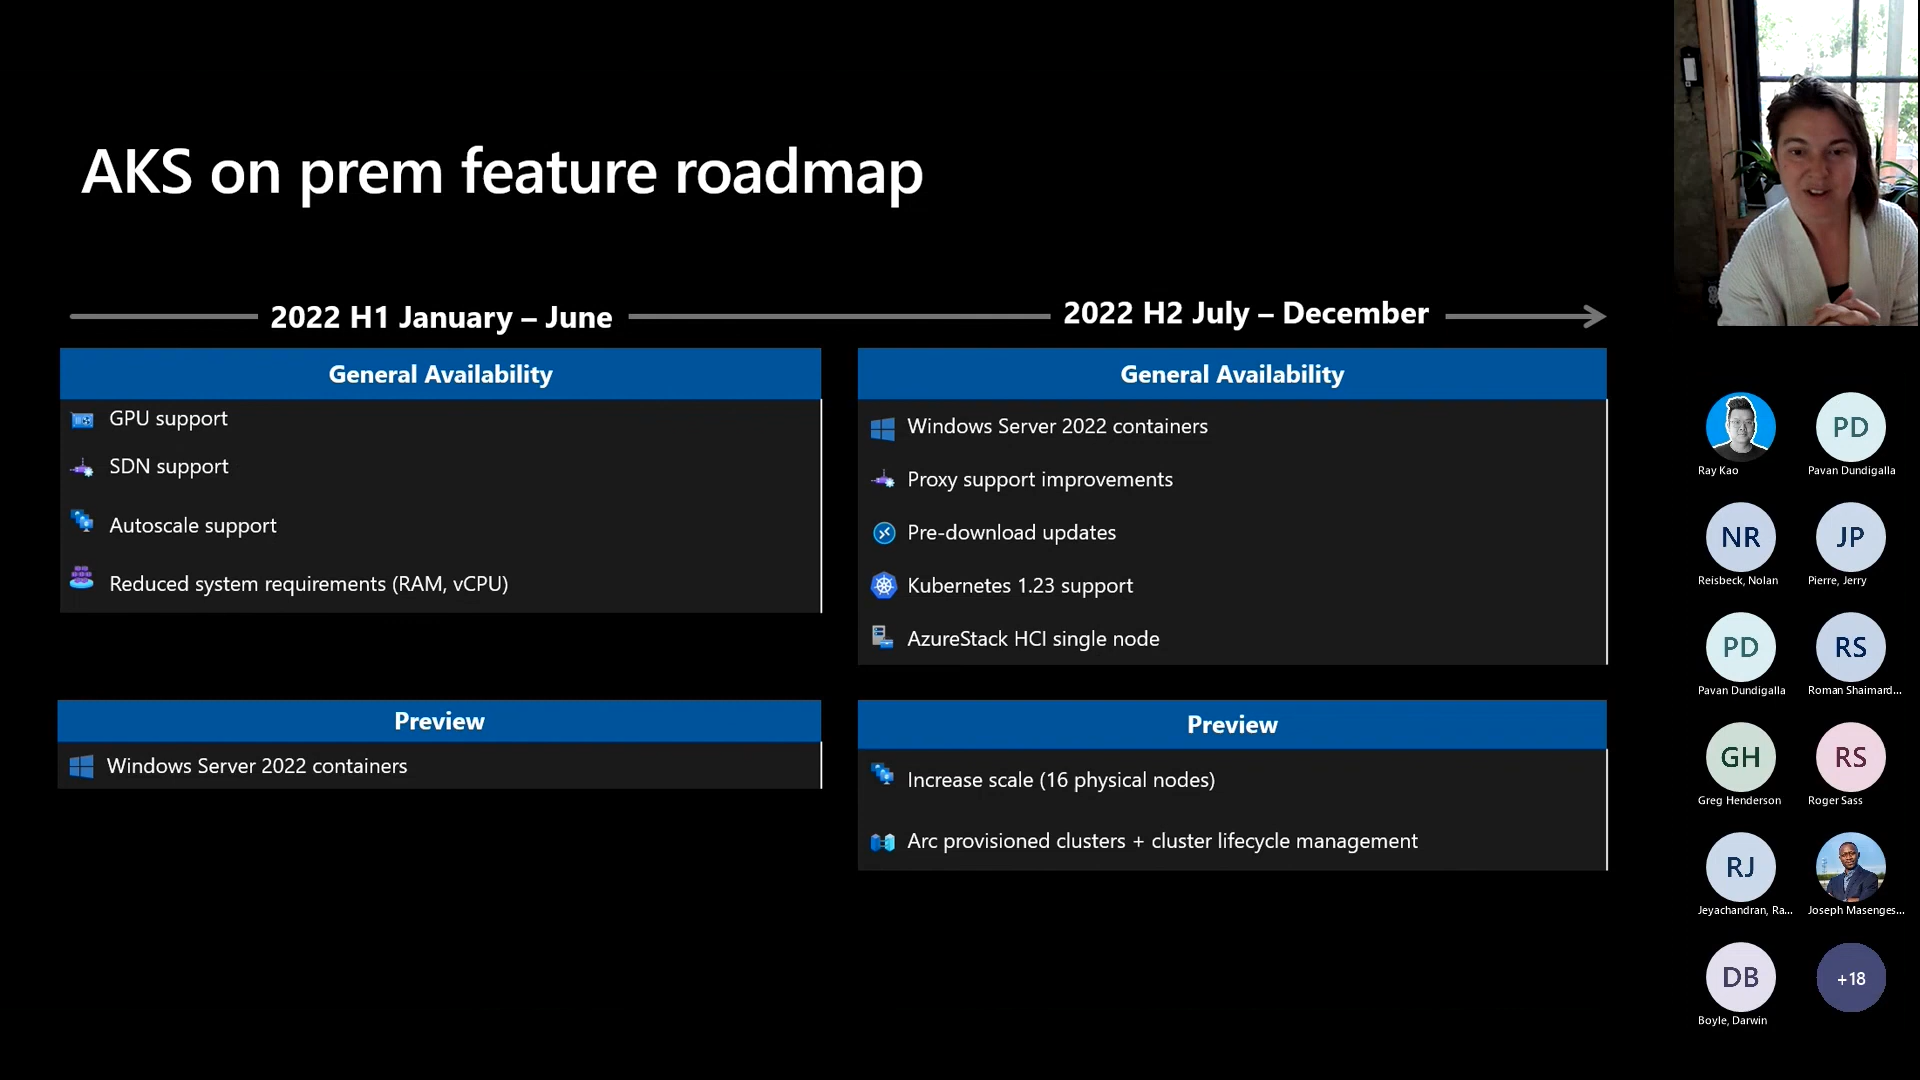 AKS on prem feature roadmap
2022 H1 January – June
2022 H2 July – December
General Availability
GPU support
SDN support
Autoscale support
Reduced system requirements (RAM, vCPU)
Preview
Windows Server 2022 containers
General Availability
Windows Server 2022 containers
Proxy support improvements
Pre-download updates
Kubernetes 1.23 support
AzureStack HCI single node
Preview
Increase scale (16 physical nodes)
Arc provisioned clusters + cluster lifecycle management
Ray Kao
PD
Pavan Dundigalla
NR
Reisbeck, Nolan
JP
Pierre, Jerry
PD
Pavan Dundigalla
RS
Roman Shaimard...
GH
Greg Henderson
RS
Roger Sass
RJ
Jeyachandran, Ra...
Joseph Masenges...
DB
Boyle, Darwin
+18